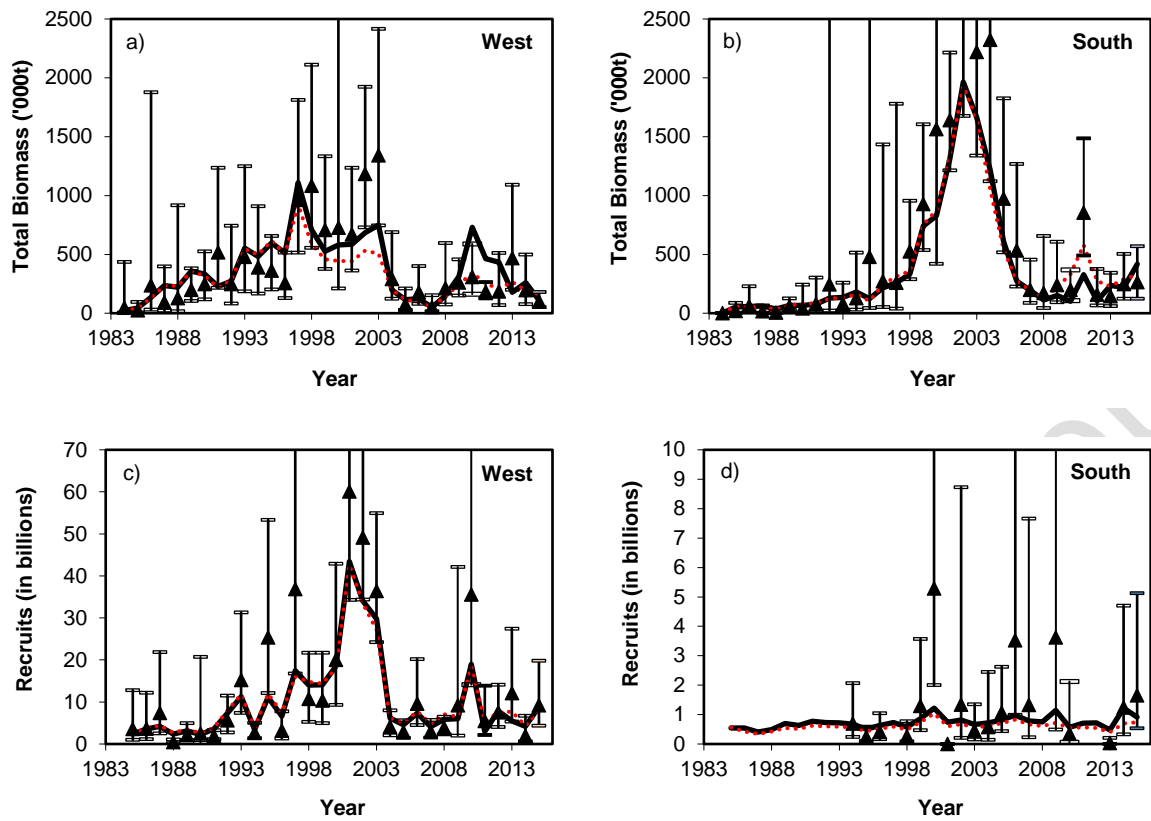 a) West
Total Biomass ('000t)
2500
2000
1500
1000
500
0
1983 1988 1993 1998 2003 2008 2013
Year
b) South
Total Biomass ('000t)
2500
2000
1500
1000
500
0
1983 1988 1993 1998 2003 2008 2013
Year
c) West
Recruits (in billions)
70
60
50
40
30
20
10
0
1983 1988 1993 1998 2003 2008 2013
Year
d) South
Recruits (in billions)
10
9
8
7
6
5
4
3
2
1
0
1983 1988 1993 1998 2003 2008 2013
Year